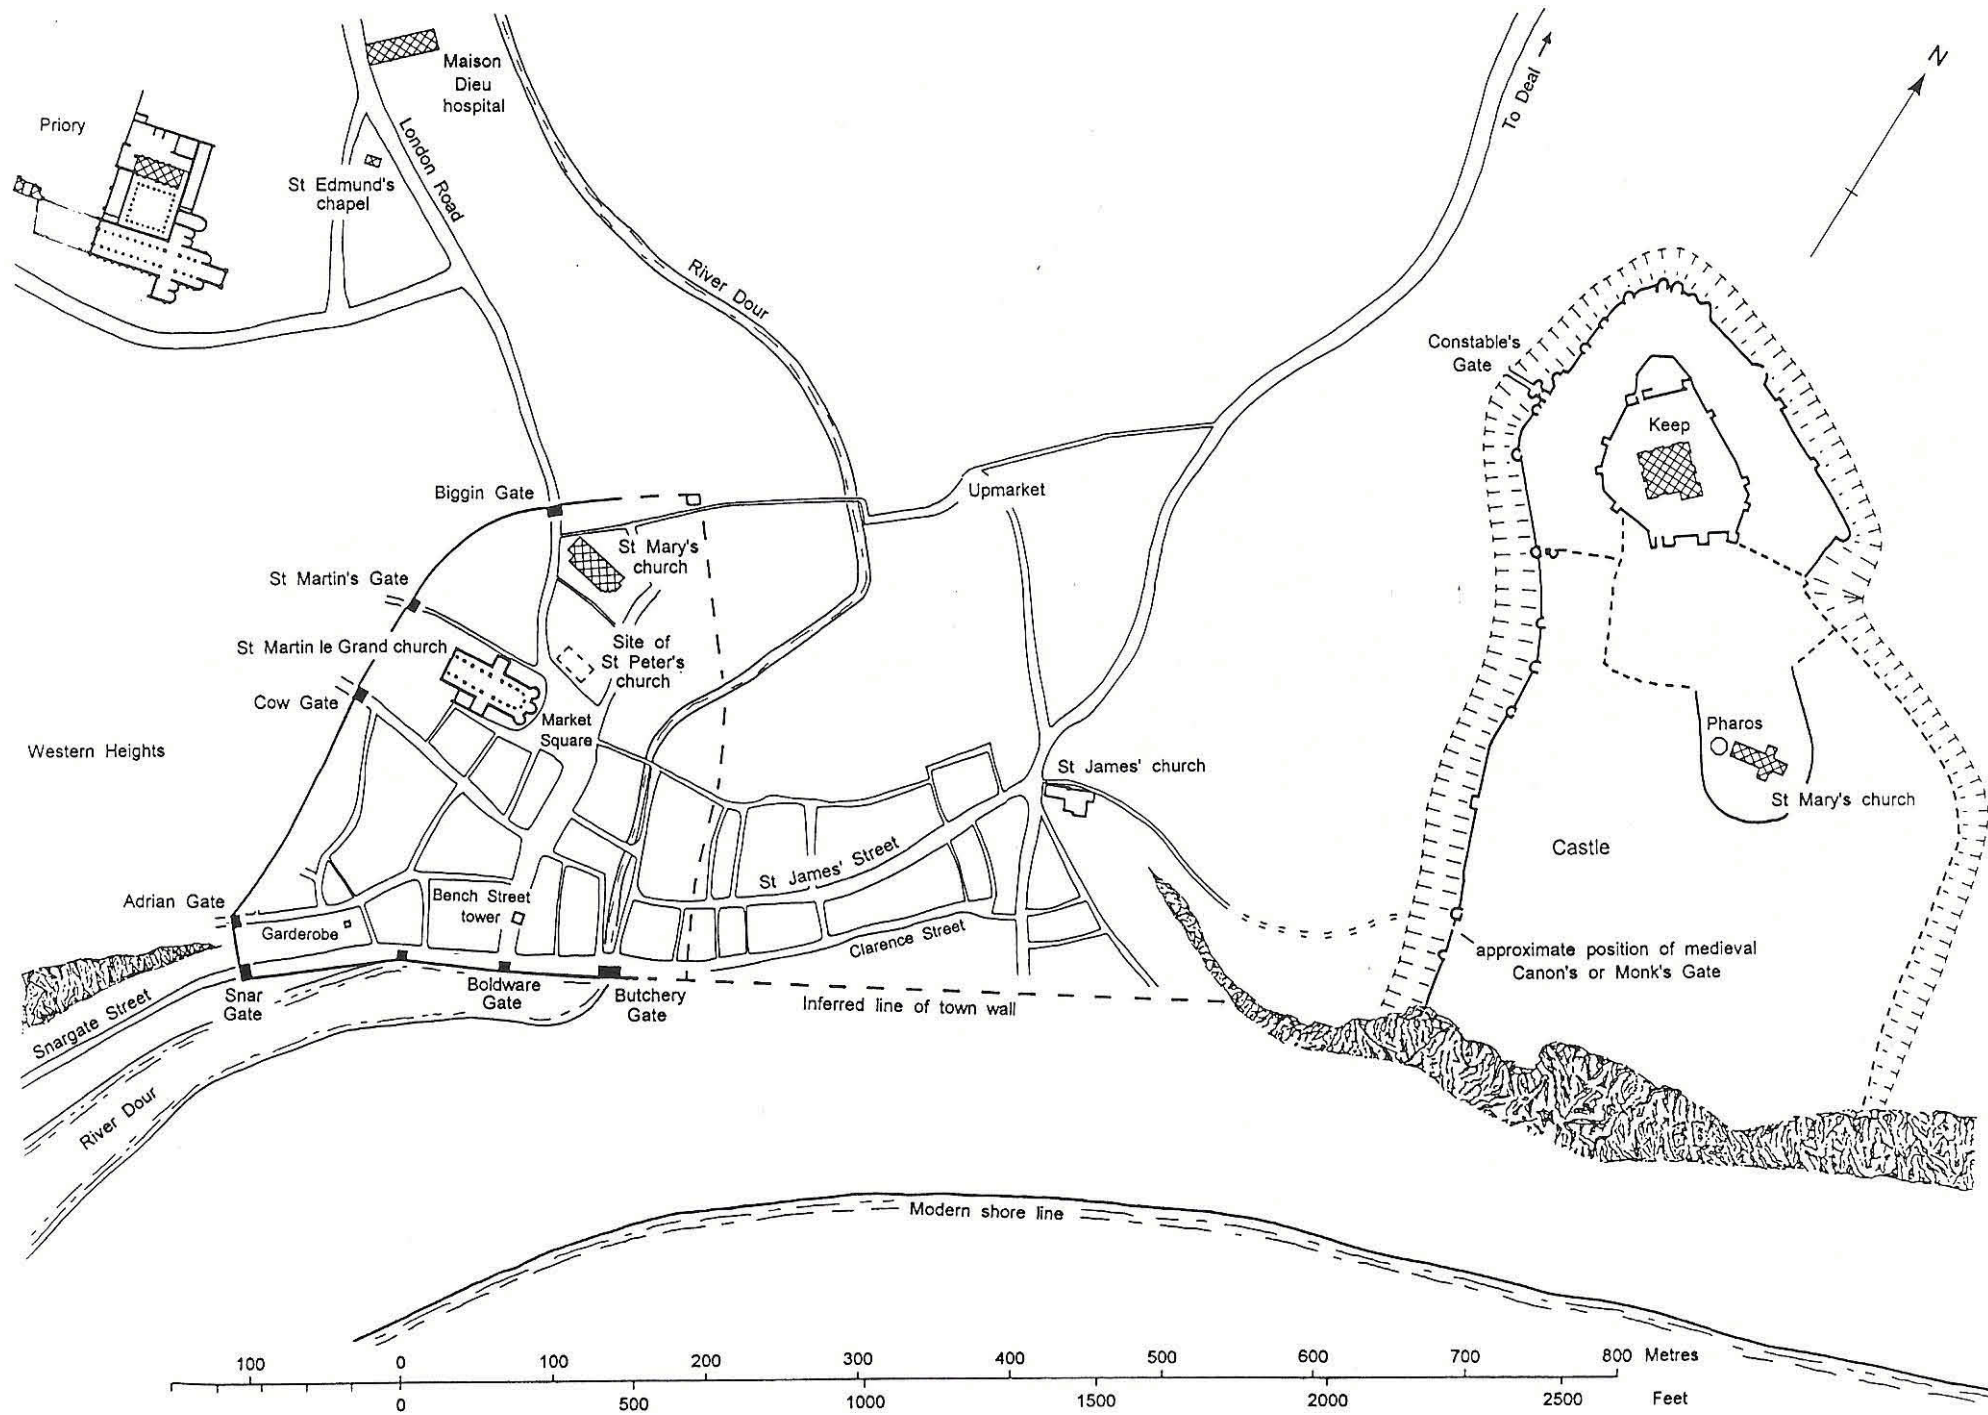 Maison
Dieu
hospital
Priory
London Road
St Edmund's
chapel
River Dour
To Deal
N
Constable's
Gate
Keep
Biggin Gate
Upmarket
St Mary's
church
St Martin's Gate
St Martin le Grand church
Site of
St Peter's
church
Cow Gate
Market
Square
Western Heights
Pharos
St Mary's church
St James' church
Castle
St James' Street
Adrian Gate
Garderobe
Bench Street
tower
Clarence Street
approximate position of medieval
Canon's or Monk's Gate
Snargate Street
Snar
Gate
Boldware
Gate
Butchery
Gate
Inferred line of town wall
River Dour
Modern shore line
100 0 100 200 300 400 500 600 700 800 Metres
0 500 1000 1500 2000 2500 Feet